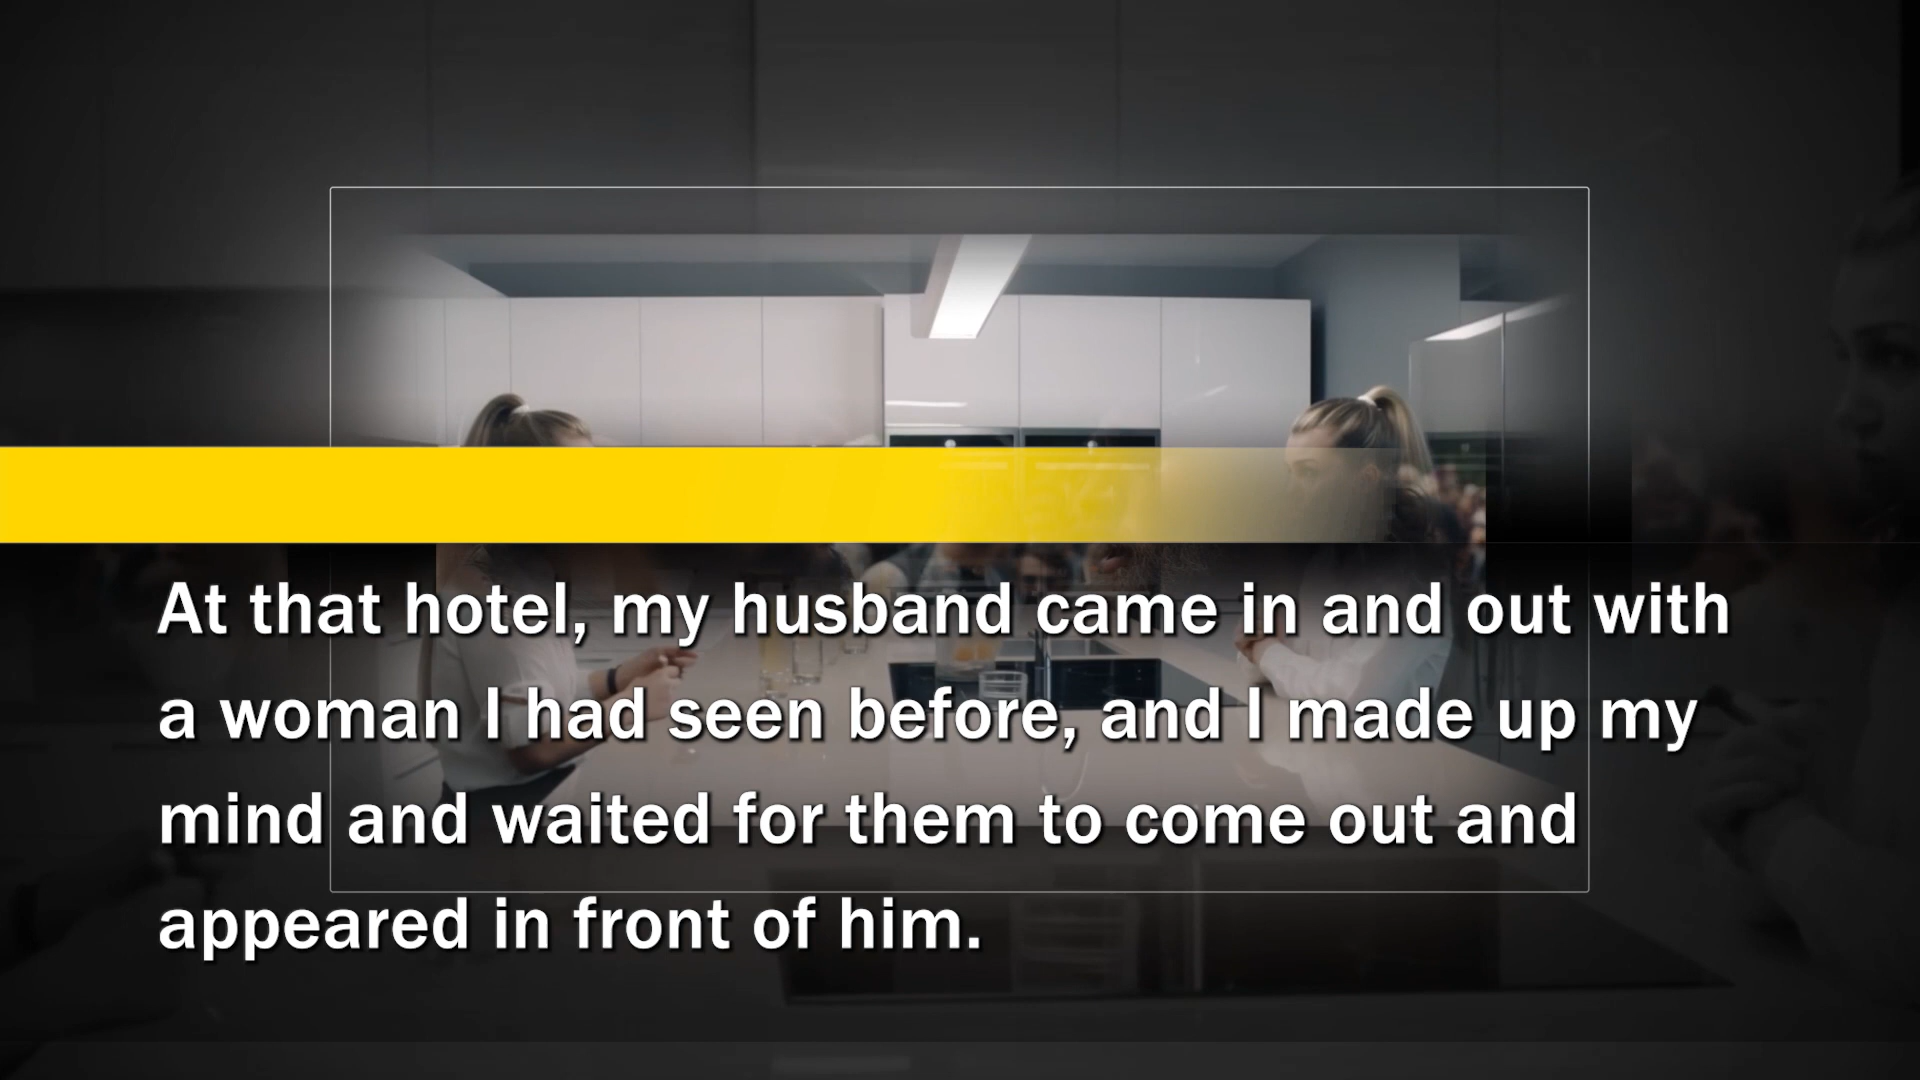 At that hotel, my husband came in and out with
a woman I had seen before, and I made up my
mind and waited for them to come out and
appeared in front of him.